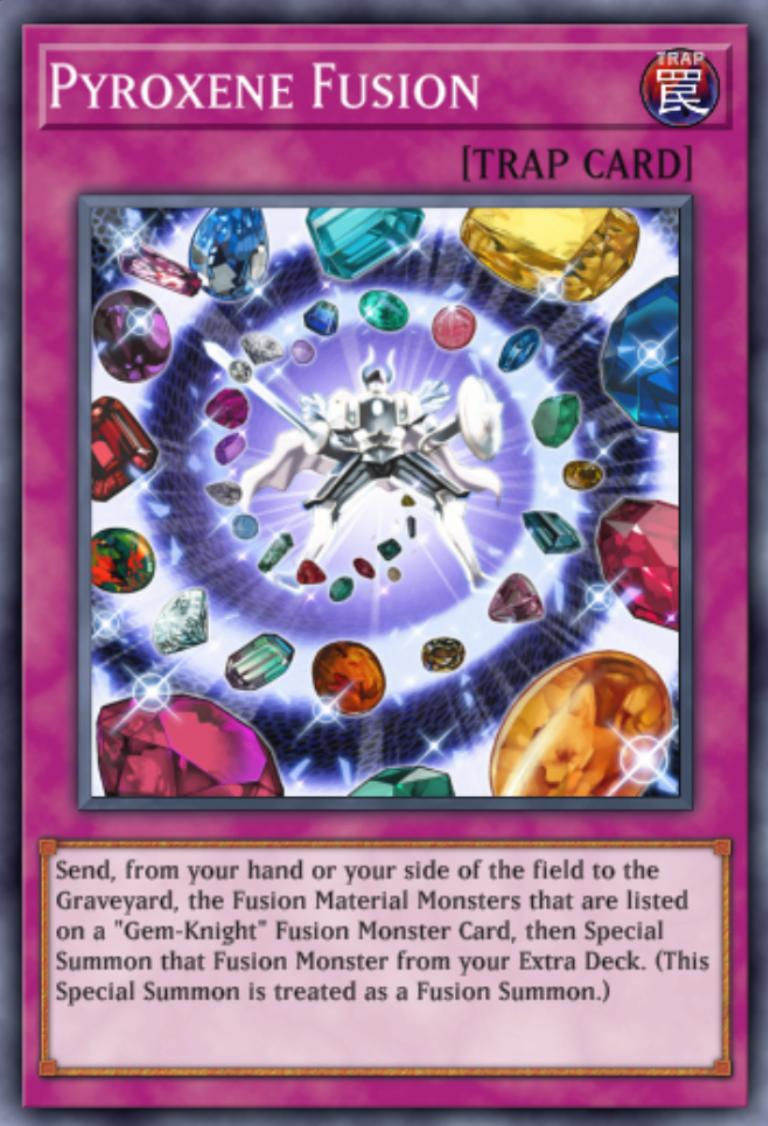 Pyroxene Fusion
TRAP
罠
[TRAP CARD]
Send, from your hand or your side of the field to the
Graveyard, the Fusion Material Monsters that are listed
on a "Gem-Knight" Fusion Monster Card, then Special
Summon that Fusion Monster from your Extra Deck. (This
Special Summon is treated as a Fusion Summon.)